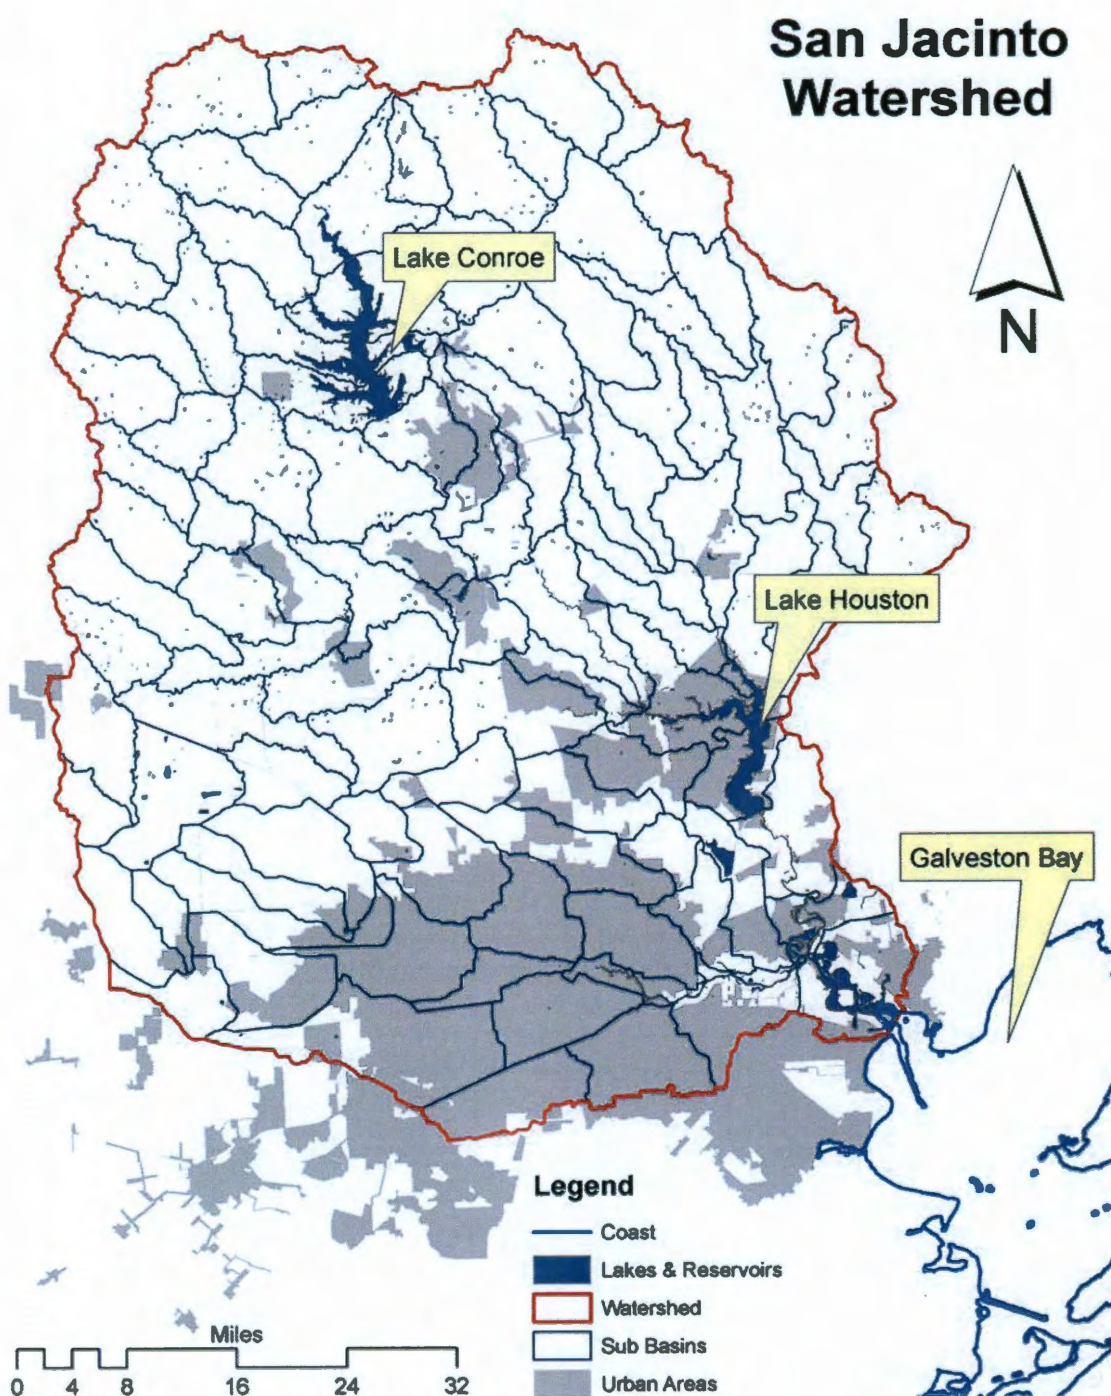 San Jacinto
Watershed
N
Lake Conroe
Lake Houston
Galveston Bay
Legend
Coast
Lakes & Reservoirs
Watershed
Sub Basins
Urban Areas
Miles
0 4 8 16 24 32